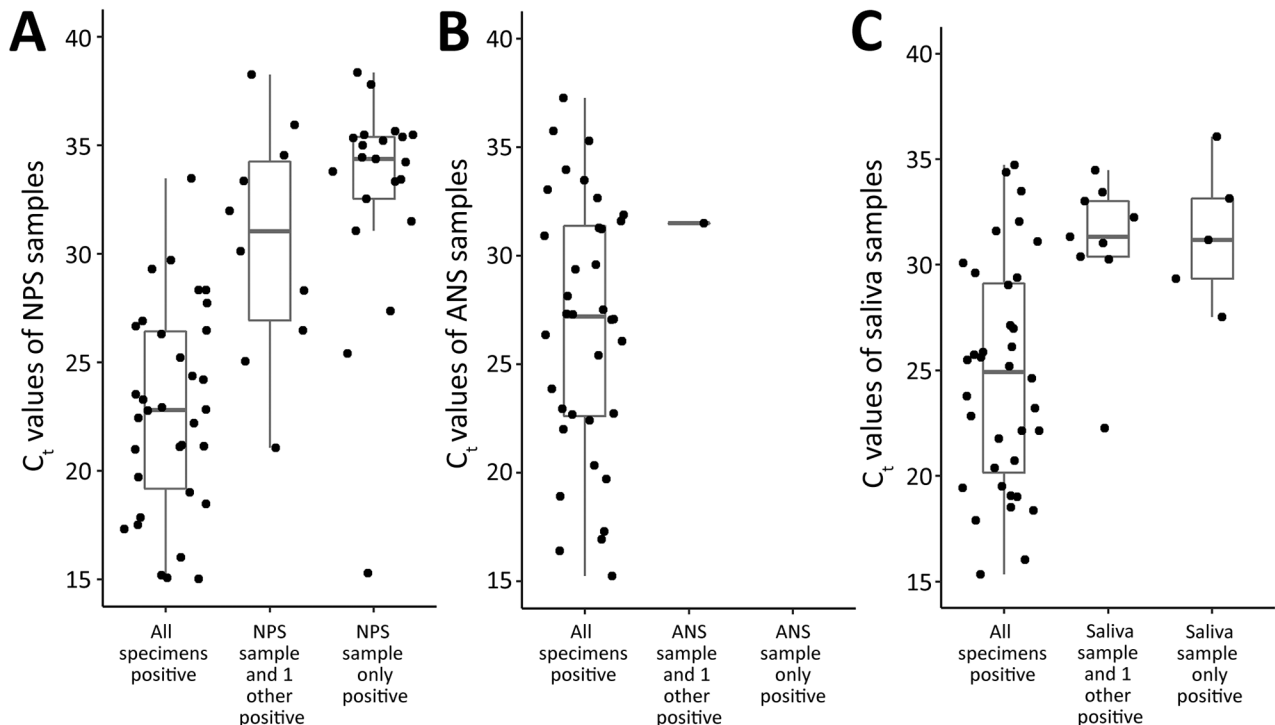 A
B
C
Ct values of NPS samples
40
35
30
25
20
15
All
specimens
positive
NPS
sample
and 1
other
positive
NPS
sample
only
positive
Ct values of ANS samples
40
35
30
25
20
15
All
specimens
positive
ANS
sample
and 1
other
positive
ANS
sample
only
positive
Ct values of saliva samples
40
35
30
25
20
15
All
specimens
positive
Saliva
sample
and 1
other
positive
Saliva
sample
only
positive